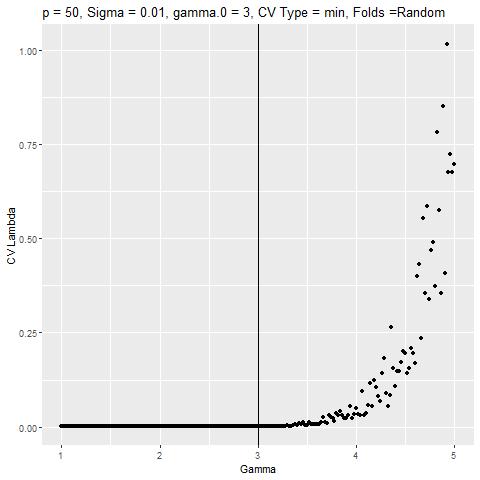 p = 50, Sigma = 0.01, gamma.0 = 3, CV Type = min, Folds =Random
1.00
0.75
0.50
0.25
0.00
CV.Lambda
1 2 3 4 5
Gamma